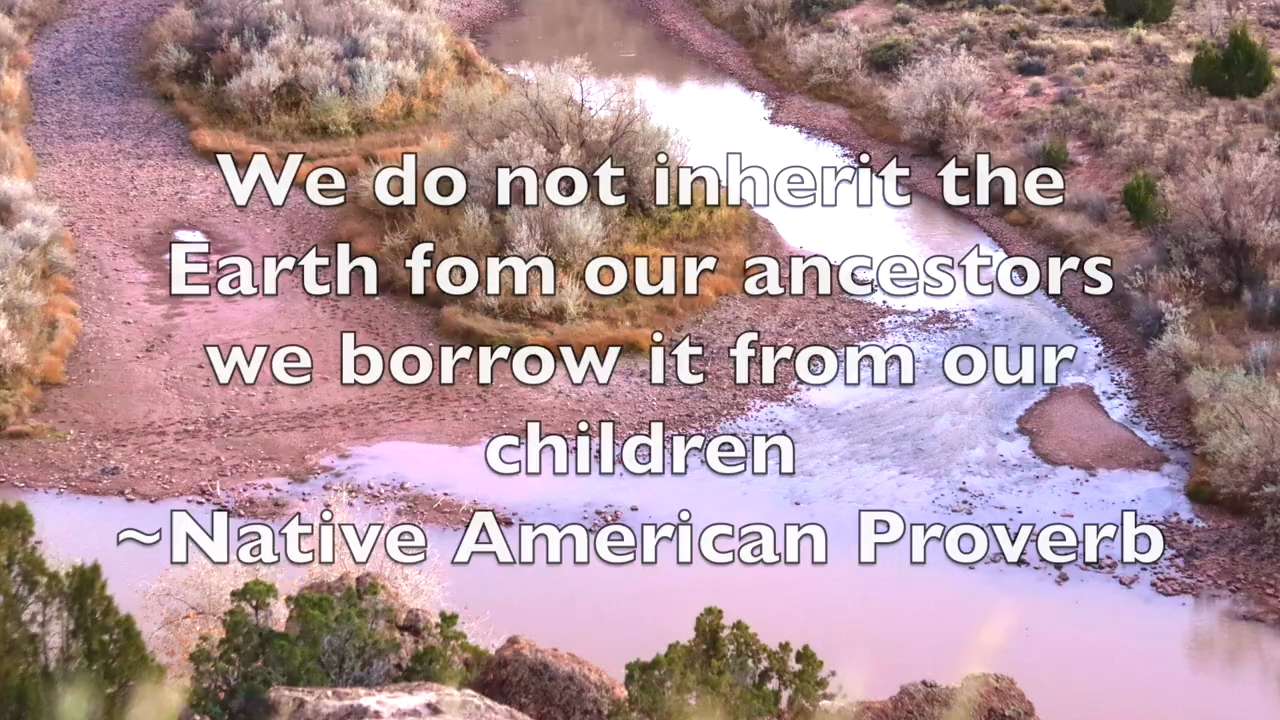 We do not inherit the
Earth fom our ancestors
we borrow it from our
children
~Native American Proverb